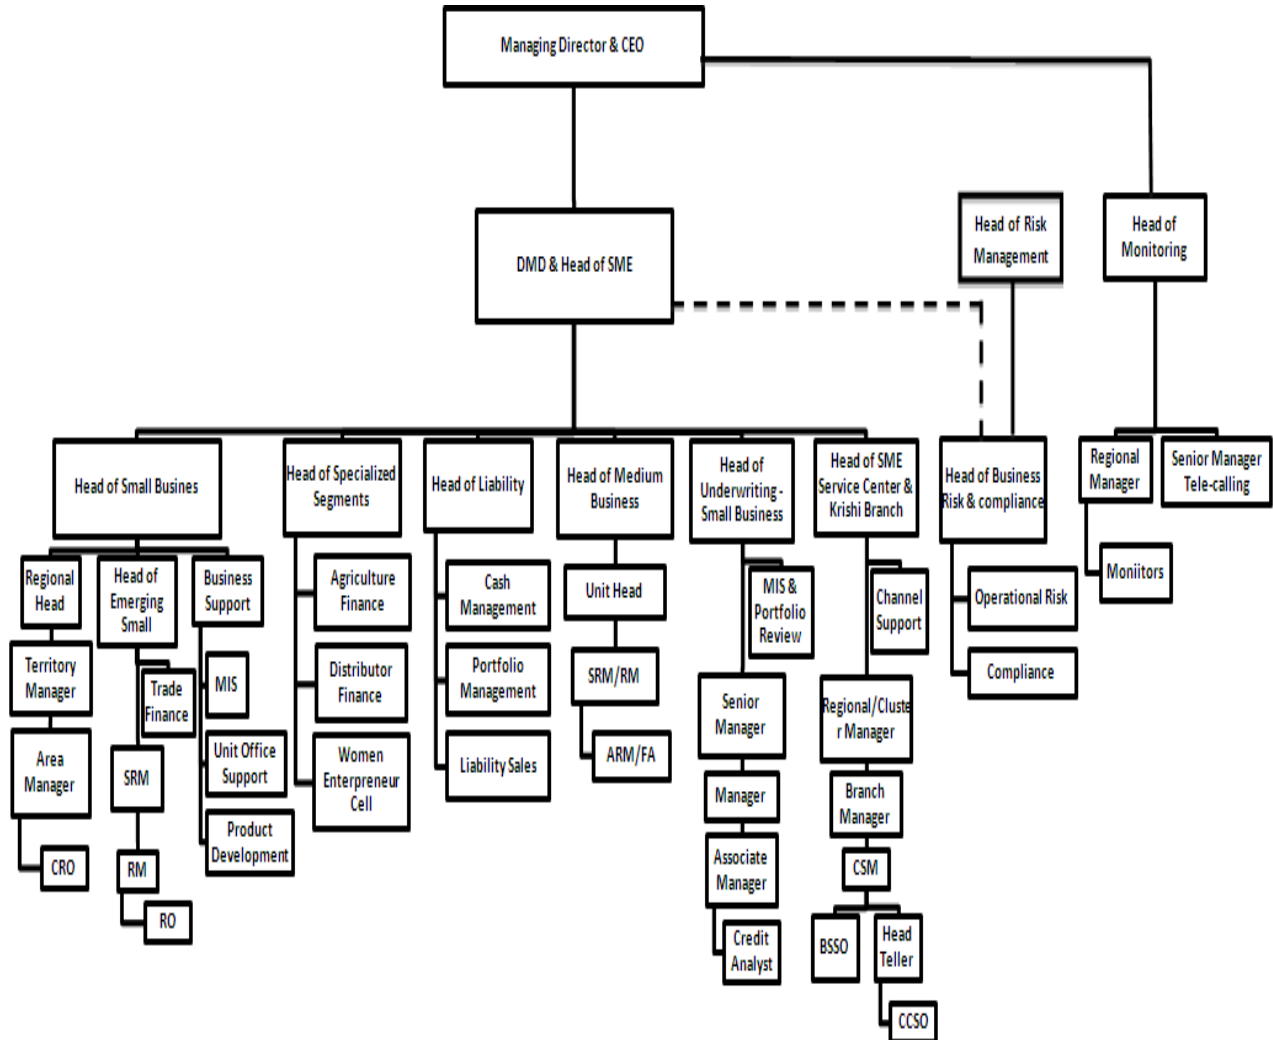 Managing Director & CEO
Head of Risk
Management
Head of
Monitoring
DMD & Head of SME
Head of Small Busines
Head of Specialized
Segments
Head of Liability
Head of Medium
Business
Head of
Underwriting -
Small Business
Head of SME
Service Center &
Krishi Branch
Head of Business
Risk & compliance
Regional
Manager
Senior Manager
Tele-calling
Regional
Head
Head of
Emerging
Small
Business
Support
Agriculture
Finance
Cash
Management
Unit Head
MIS &
Portfolio
Review
Channel
Support
Operational Risk
Moniitors
Territory
Manager
Trade
Finance
MIS
Distributor
Finance
Portfolio
Management
SRM/RM
Senior
Manager
Regional/Cluste
r Manager
Compliance
Area
Manager
SRM
Unit Office
Support
Women
Enterpreneur
Cell
Liability Sales
ARM/FA
Manager
Branch
Manager
CRO
RM
Product
Development
Associate
Manager
CSM
RO
Credit
Analyst
BSSO
Head
Teller
CCSO